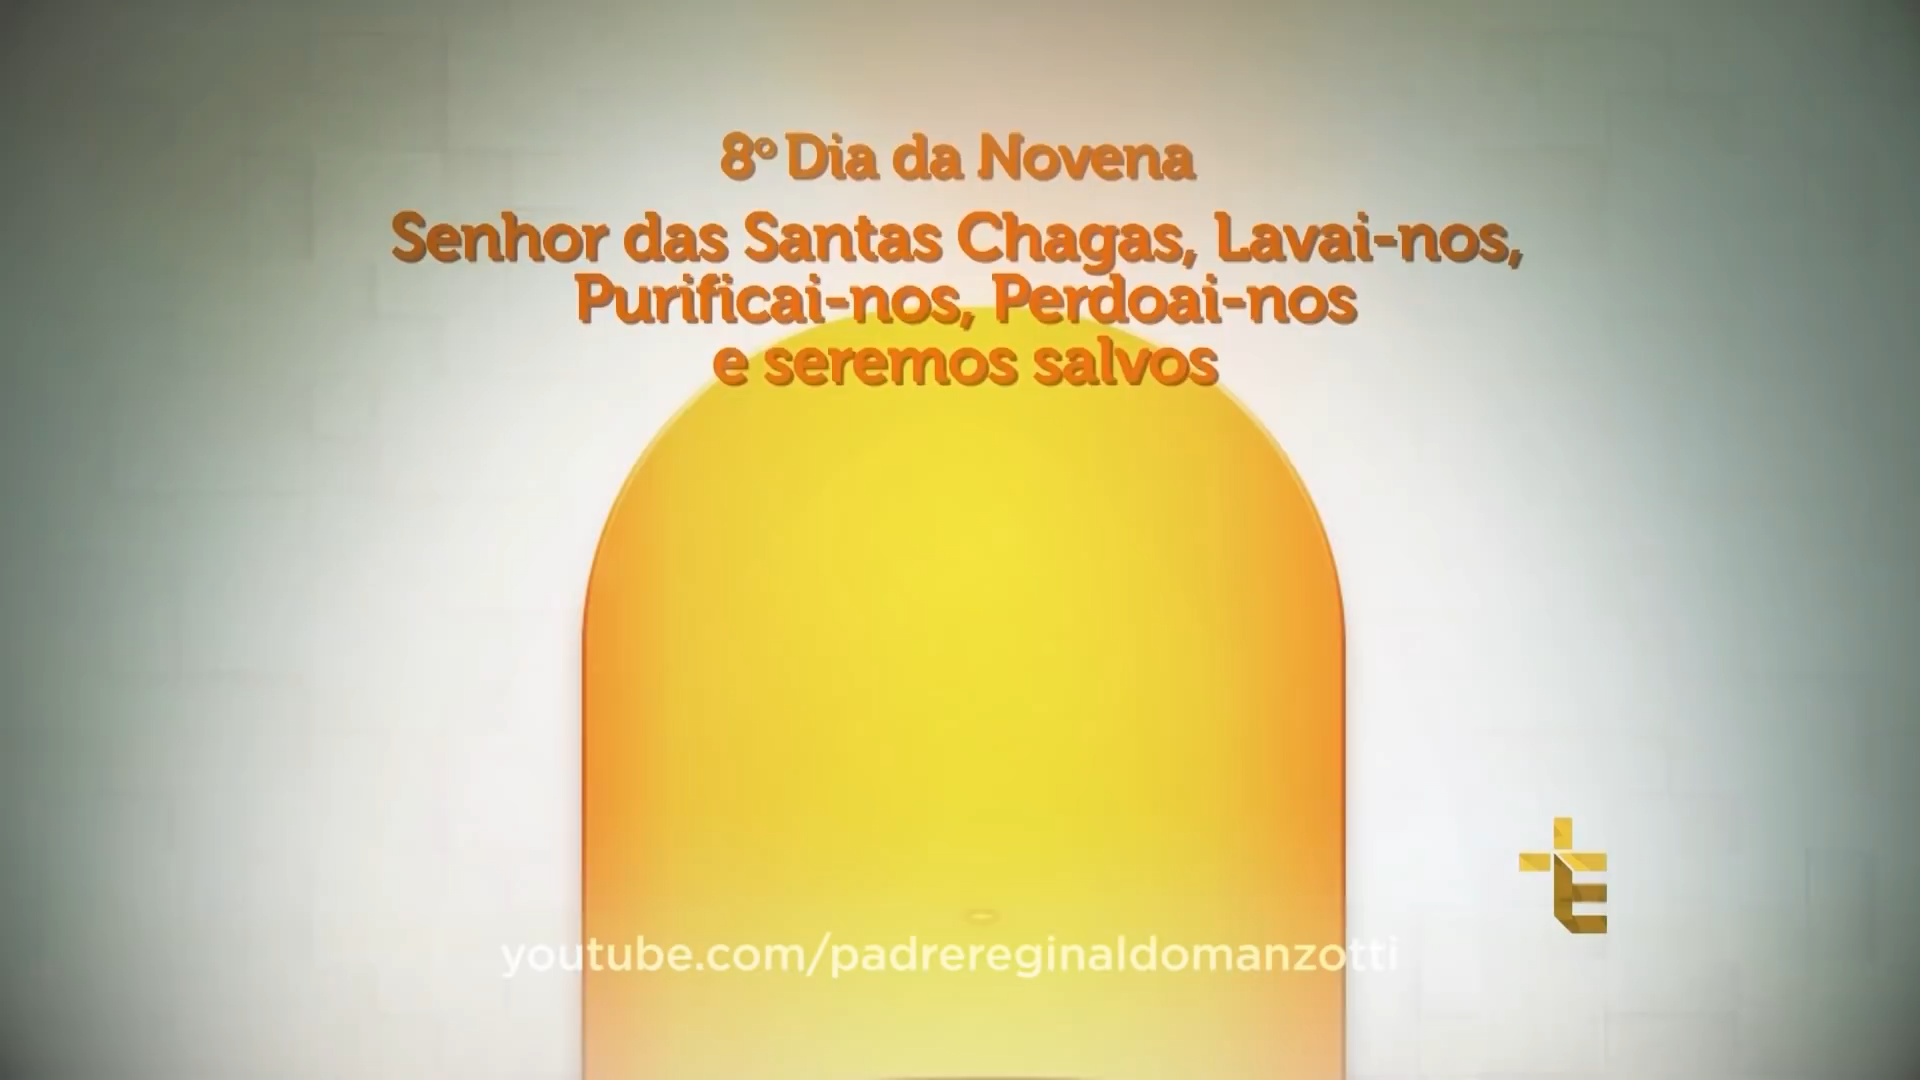 8º Dia da Novena
Senhor das Santas Chagas, Lavai-nos,
Purificai-nos, Perdoai-nos
e seremos salvos
youtube.com/padrereginaldomanzotti